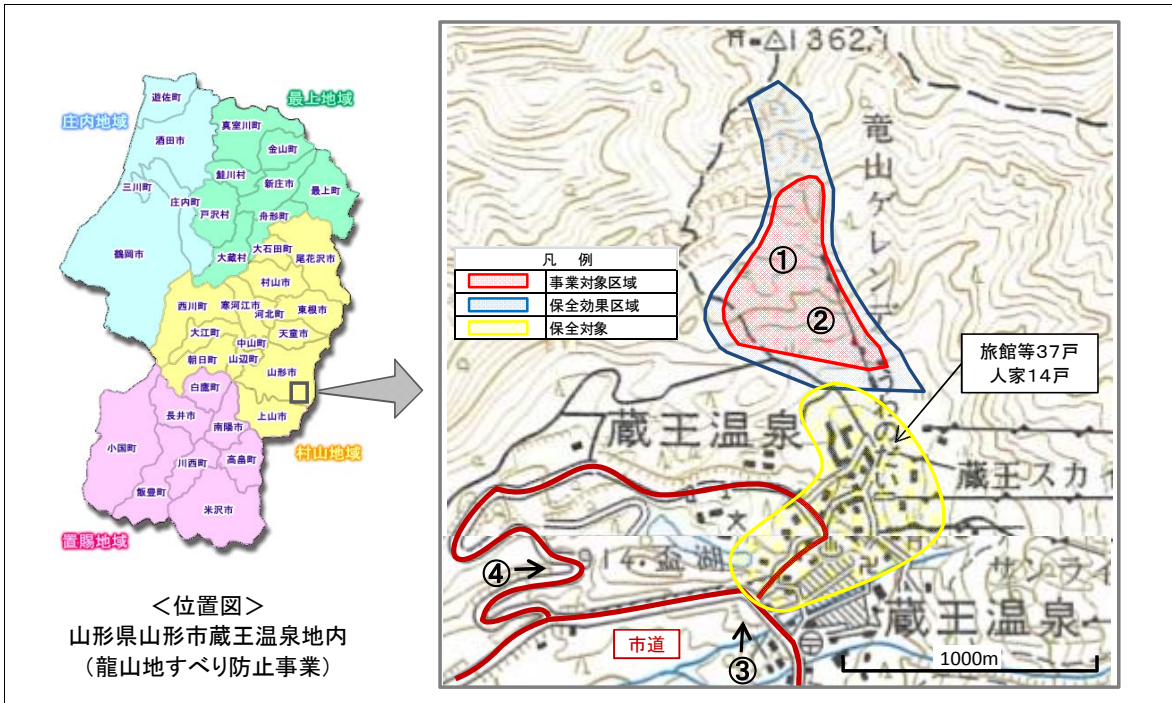 庄内地域
最上地域
遊佐町
酒田市
真室川町
金山町
鮭川村
新庄市
最上町
三川町
庄内町
戸沢村
舟形町
鶴岡市
大蔵村
大石田町
尾花沢市
村山市
西川町
寒河江市
河北町
東根市
大江町
天童市
中山町
朝日町
山辺町
山形市
白鷹町
上山市
長井市
南陽市
小国町
川西町
高畠町
飯豊町
米沢市
村山地域
置賜地域
<位置図>
山形県山形市蔵王温泉地内
(龍山地すべり防止事業)
1362.1
竜山ゲレンデ
凡 例
事業対象区域
保全効果区域
保全対象
①
②
旅館等37戸
人家14戸
蔵王温泉
蔵王スカイ
④
914
盃湖
サンライ
市道
③
蔵王温泉
1000m